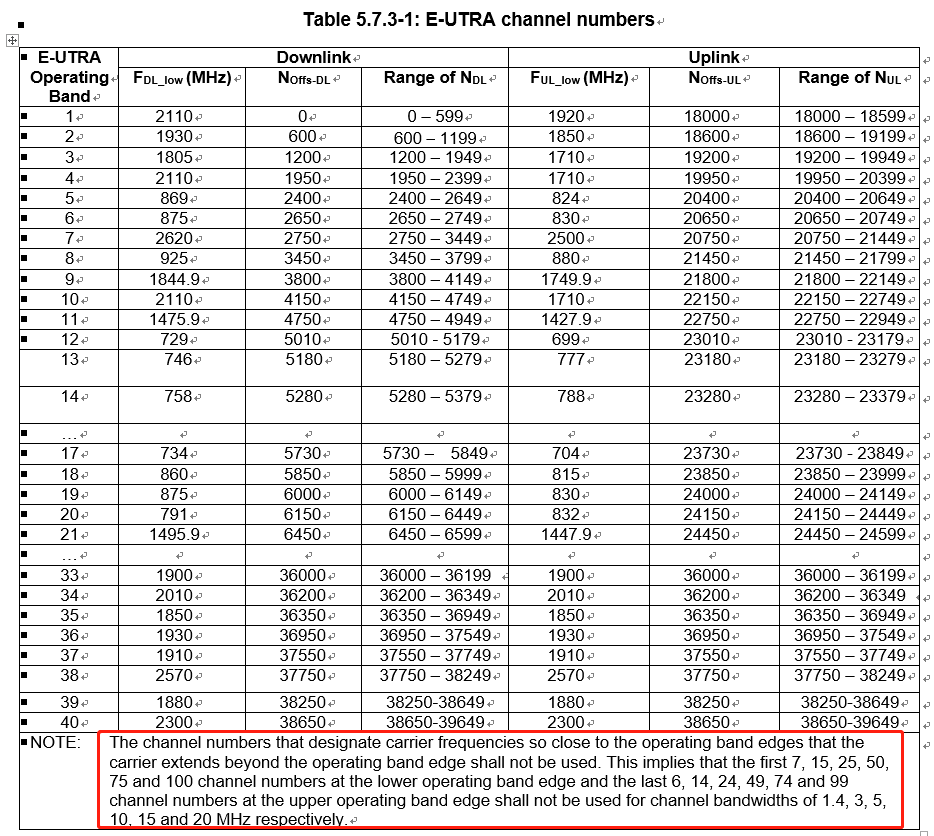 Table 5.7.3-1: E-UTRA channel numbers
E-UTRA Operating Band Downlink Uplink
FDL_low (MHz) NOffs-DL Range of NDL FUL_low (MHz) NOffs-UL Range of NUL
1 2110 0 0 – 599 1920 18000 18000 – 18599
2 1930 600 600 – 1199 1850 18600 18600 – 19199
3 1805 1200 1200 – 1949 1710 19200 19200 – 19949
4 2110 1950 1950 – 2399 1710 19950 19950 – 20399
5 869 2400 2400 – 2649 824 20400 20400 – 20649
6 875 2650 2650 – 2749 830 20650 20650 – 20749
7 2620 2750 2750 – 3449 2500 20750 20750 – 21449
8 925 3450 3450 – 3799 880 21450 21450 – 21799
9 1844.9 3800 3800 – 4149 1749.9 21800 21800 – 22149
10 2110 4150 4150 – 4749 1710 22150 22150 – 22749
11 1475.9 4750 4750 – 4949 1427.9 22750 22750 – 22949
12 729 5010 5010 - 5179 699 23010 23010 - 23179
13 746 5180 5180 – 5279 777 23180 23180 – 23279
14 758 5280 5280 – 5379 788 23280 23280 – 23379
…
17 734 5730 5730 – 5849 704 23730 23730 - 23849
18 860 5850 5850 – 5999 815 23850 23850 – 23999
19 875 6000 6000 – 6149 830 24000 24000 – 24149
20 791 6150 6150 – 6449 832 24150 24150 – 24449
21 1495.9 6450 6450 – 6599 1447.9 24450 24450 – 24599
…
33 1900 36000 36000 – 36199 1900 36000 36000 – 36199
34 2010 36200 36200 – 36349 2010 36200 36200 – 36349
35 1850 36350 36350 – 36949 1850 36350 36350 – 36949
36 1930 36950 36950 – 37549 1930 36950 36950 – 37549
37 1910 37550 37550 – 37749 1910 37550 37550 – 37749
38 2570 37750 37750 – 38249 2570 37750 37750 – 38249
39 1880 38250 38250-38649 1880 38250 38250-38649
40 2300 38650 38650-39649 2300 38650 38650-39649
NOTE: The channel numbers that designate carrier frequencies so close to the operating band edges that the
carrier extends beyond the operating band edge shall not be used. This implies that the first 7, 15, 25, 50,
75 and 100 channel numbers at the lower operating band edge and the last 6, 14, 24, 49, 74 and 99
channel numbers at the upper operating band edge shall not be used for channel bandwidths of 1.4, 3, 5,
10, 15 and 20 MHz respectively.